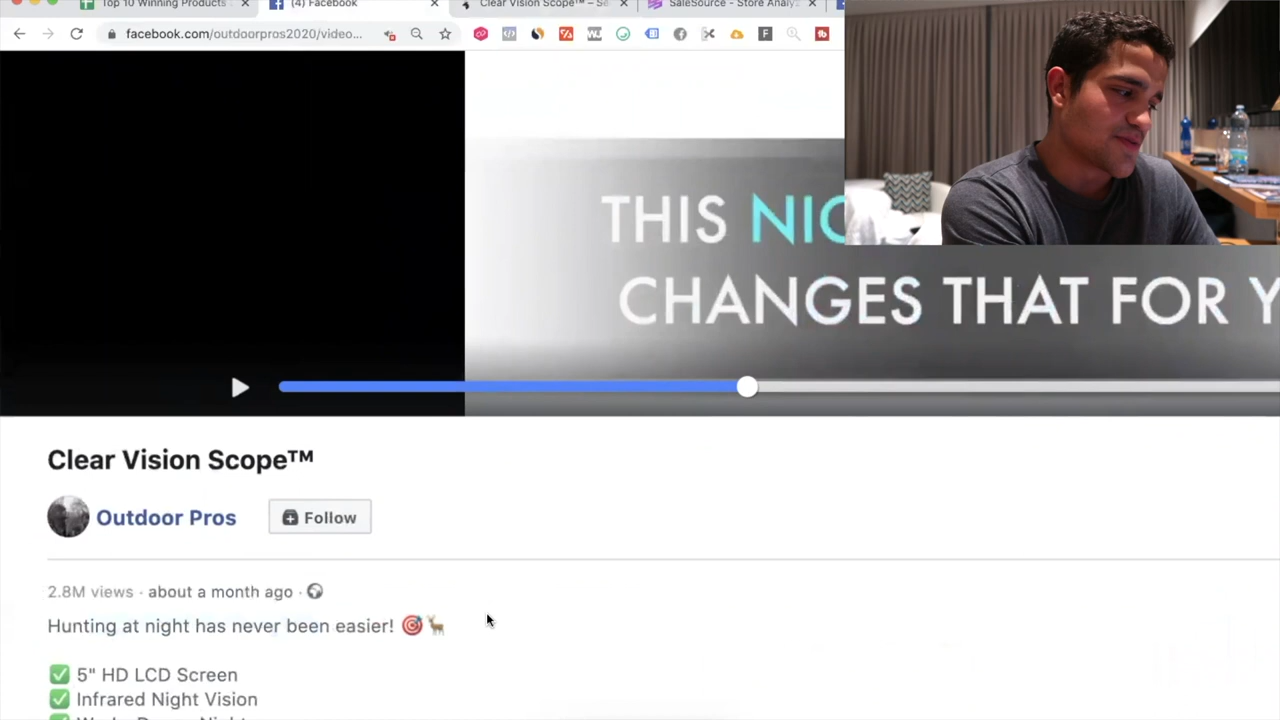 Top 10 Winning Products
(4) Facebook
Clear Vision Scope™ – Se
SaleSource - Store Analyz
facebook.com/outdoorpros2020/video...
THIS NIG
CHANGES THAT FOR Y
Clear Vision Scope™
Outdoor Pros
Follow
2.8M views · about a month ago ·
Hunting at night has never been easier! 🎯🦌
✅ 5" HD LCD Screen
✅ Infrared Night Vision